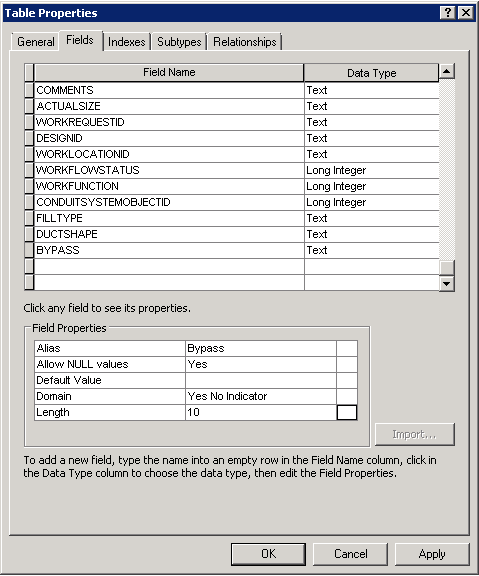 Table Properties
General Fields Indexes Subtypes Relationships
Field Name Data Type
COMMENTS Text
ACTUALSIZE Text
WORKREQUESTID Text
DESIGNID Text
WORKLOCATIONID Text
WORKFLOWSTATUS Long Integer
WORKFUNCTION Long Integer
CONDUITSYSTEMOBJECTID Long Integer
FILLTYPE Text
DUCTSHAPE Text
BYPASS Text
Click any field to see its properties.
Field Properties
Alias Bypass
Allow NULL values Yes
Default Value
Domain Yes No Indicator
Length 10
Import...
To add a new field, type the name into an empty row in the Field Name column, click in
the Data Type column to choose the data type, then edit the Field Properties.
OK Cancel Apply